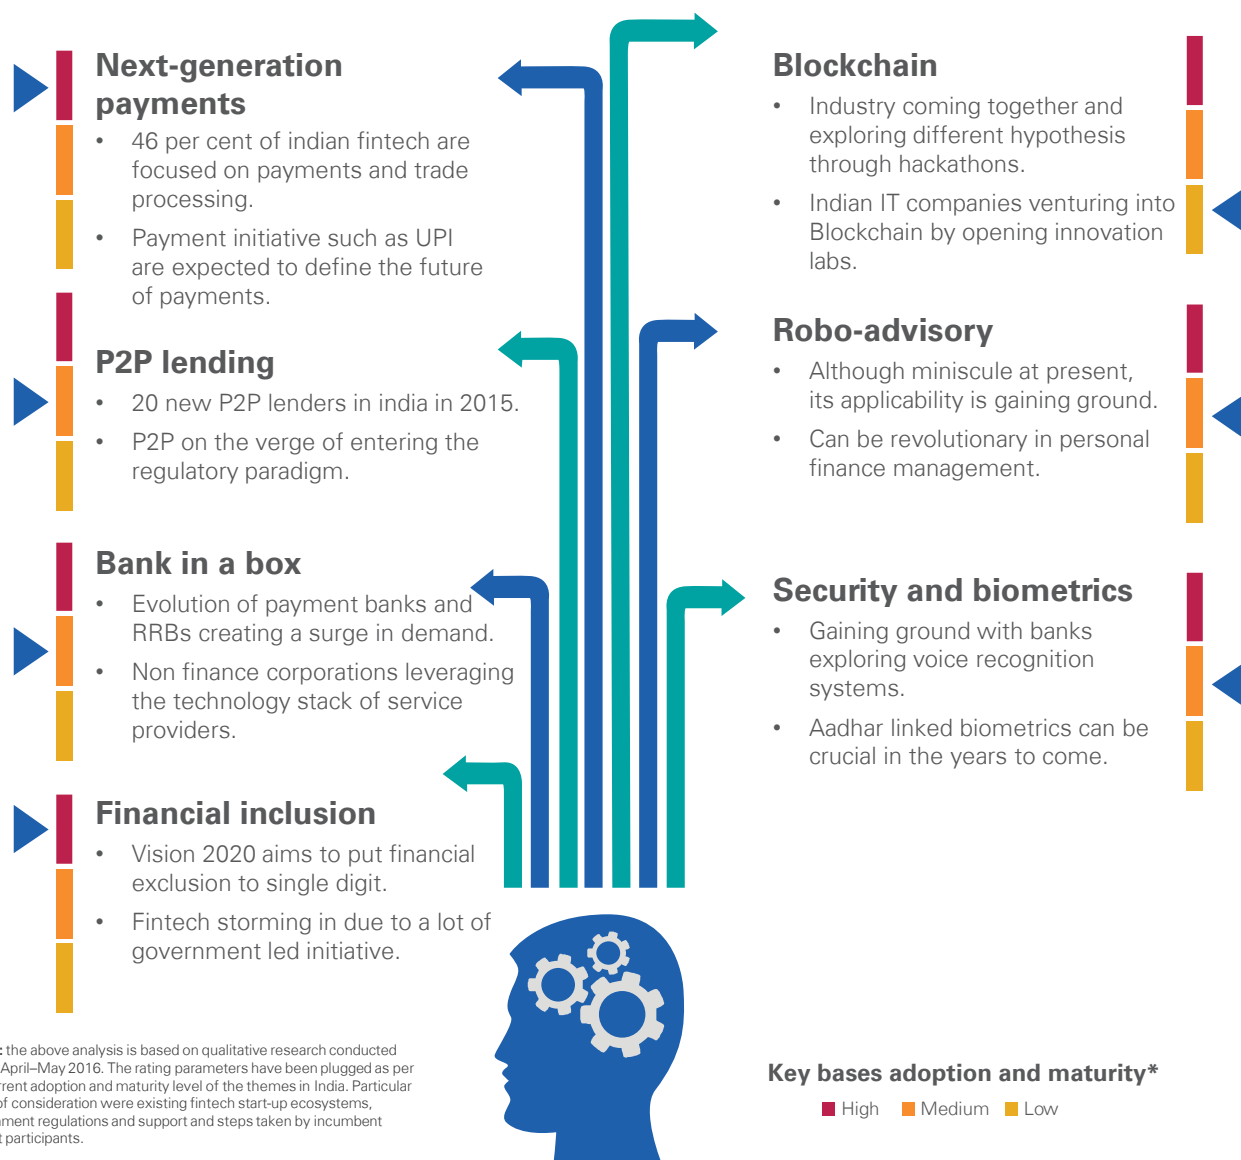 Next-generation
payments
• 46 per cent of indian fintech are
focused on payments and trade
processing.
• Payment initiative such as UPI
are expected to define the future
of payments.
P2P lending
• 20 new P2P lenders in india in 2015.
• P2P on the verge of entering the
regulatory paradigm.
Bank in a box
• Evolution of payment banks and
RRBs creating a surge in demand.
• Non finance corporations leveraging
the technology stack of service
providers.
Financial inclusion
• Vision 2020 aims to put financial
exclusion to single digit.
• Fintech storming in due to a lot of
government led initiative.
Blockchain
• Industry coming together and
exploring different hypothesis
through hackathons.
• Indian IT companies venturing into
Blockchain by opening innovation
labs.
Robo-advisory
• Although miniscule at present,
its applicability is gaining ground.
• Can be revolutionary in personal
finance management.
Security and biometrics
• Gaining ground with banks
exploring voice recognition
systems.
• Aadhar linked biometrics can be
crucial in the years to come.
: the above analysis is based on qualitative research conducted
April–May 2016. The rating parameters have been plugged as per
adoption and maturity level of the themes in India. Particular
of consideration were existing fintech start-up ecosystems,
regulations and support and steps taken by incumbent
participants.
Key bases adoption and maturity*
High Medium Low